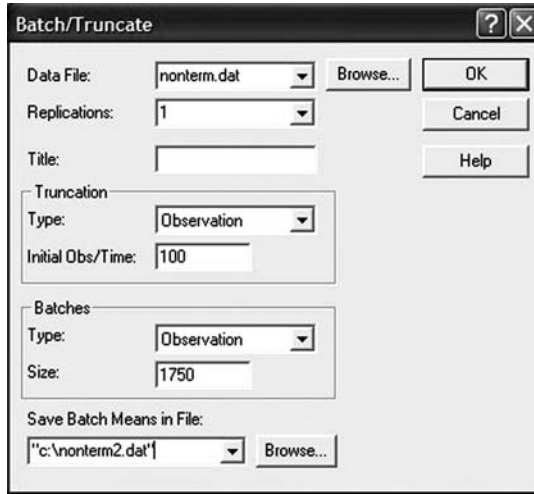 Batch/Truncate
Data File: nonterm.dat Browse... OK
Replications: 1 Cancel
Title: Help
Truncation
Type: Observation
Initial Obs/Time: 100
Batches
Type: Observation
Size: 1750
Save Batch Means in File:
"c:\nonterm2.dat" Browse...